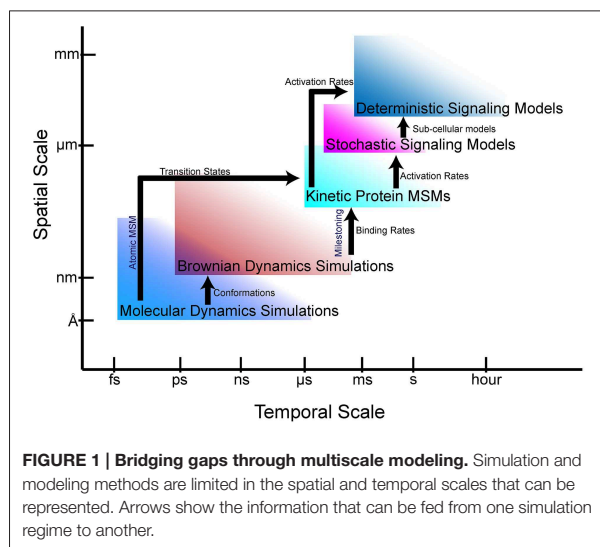 mm
µm
nm
Å
Spatial Scale
Activation Rates
Deterministic Signaling Models
Sub-cellular models
Stochastic Signaling Models
Transition States
Activation Rates
Kinetic Protein MSMs
Atomic MSM
Milestoning
Binding Rates
Brownian Dynamics Simulations
Conformations
Molecular Dynamics Simulations
fs
ps
ns
µs
ms
s
hour
Temporal Scale
FIGURE 1 | Bridging gaps through multiscale modeling. Simulation and
modeling methods are limited in the spatial and temporal scales that can be
represented. Arrows show the information that can be fed from one simulation
regime to another.